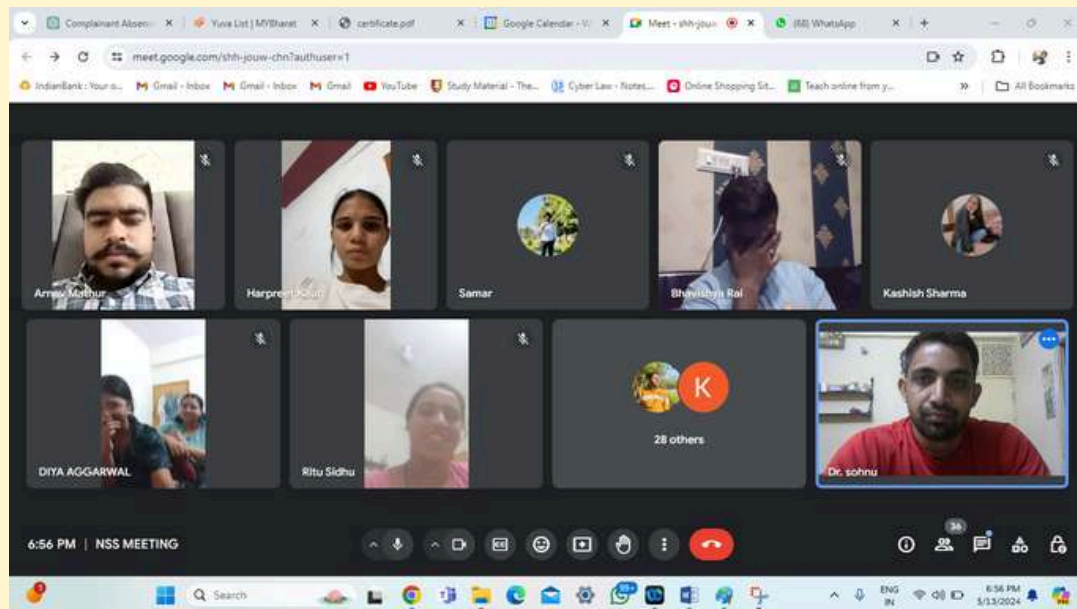 Complainant Absen
Yuva List | MYBharat
certificate.pdf
Google Calendar - V
Meet - shh-jouw
(60) WhatsApp
meet.google.com/shh-jouw-chn?authuser=1
IndianBank : Your o...
Gmail - Inbox
Gmail - Inbox
Gmail
YouTube
Study Material - The...
Cyber Law - Notes,...
Online Shopping Sit...
Teach online from y...
All Bookmarks
Mathur
Harpreet Kaur
Samar
Bhavishya Rai
Kashish Sharma
DIYA AGGARWAL
Ritu Sidhu
K
28 others
Dr. sohnu
6:56 PM | NSS MEETING
36
Search
99+
ENG
IN
6:56 PM
5/13/2024